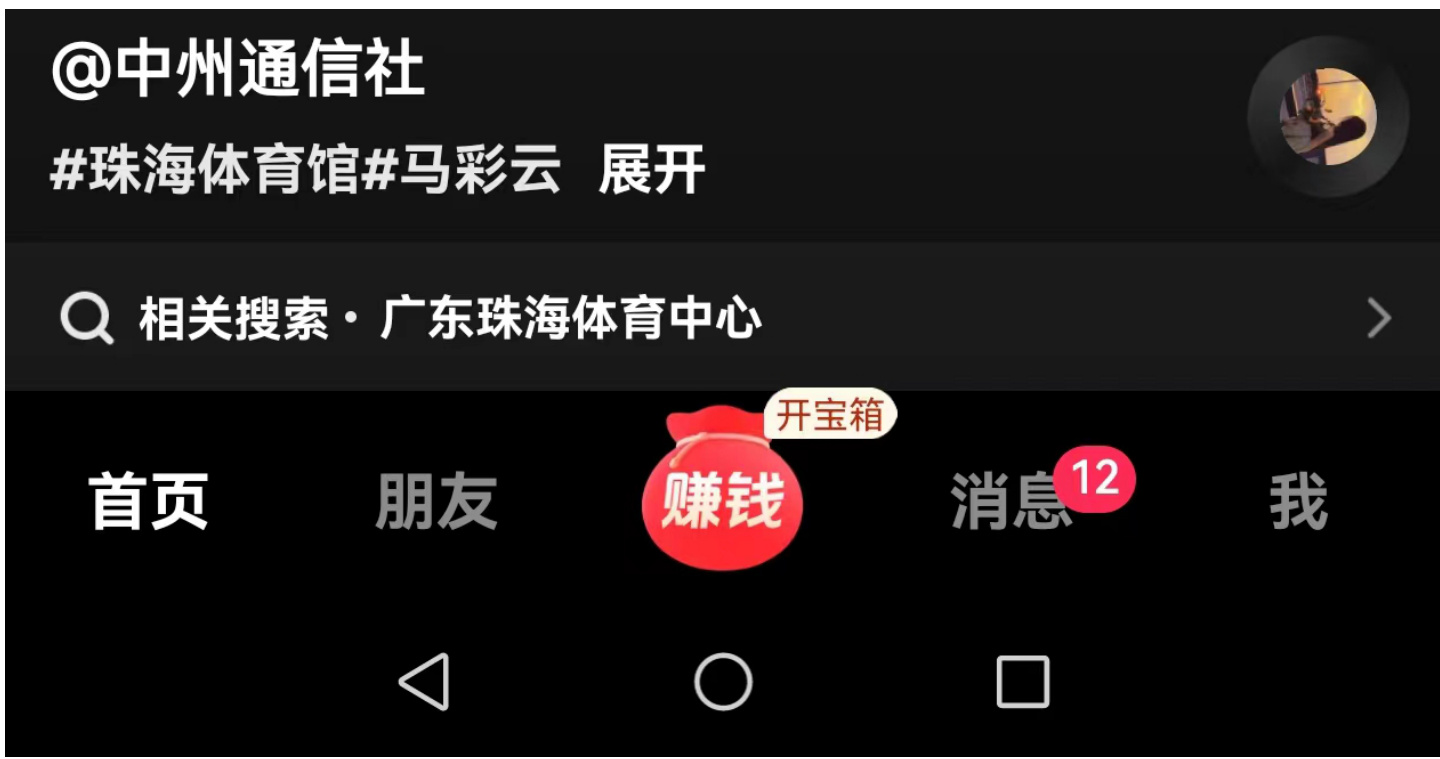 @中州通信社
#珠海体育馆#马彩云 展开
相关搜索·广东珠海体育中心
开宝箱
首页 朋友 赚钱 消息 12 我